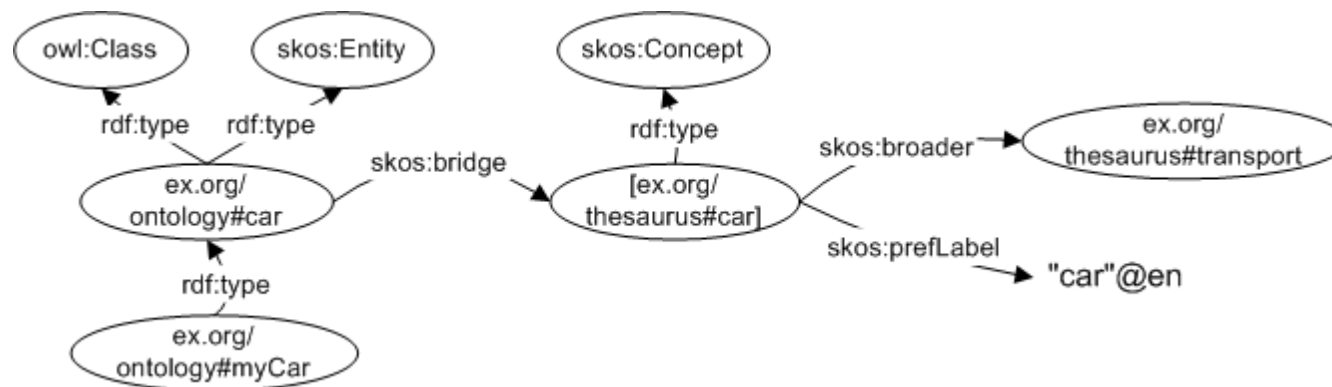 owl:Class
skos:Entity
skos:Concept
rdf:type
rdf:type
rdf:type
ex.org/
thesaurus#transport
skos:broader
skos:bridge
ex.org/
ontology#car
[ex.org/
thesaurus#car]
skos:prefLabel
"car"@en
rdf:type
ex.org/
ontology#myCar